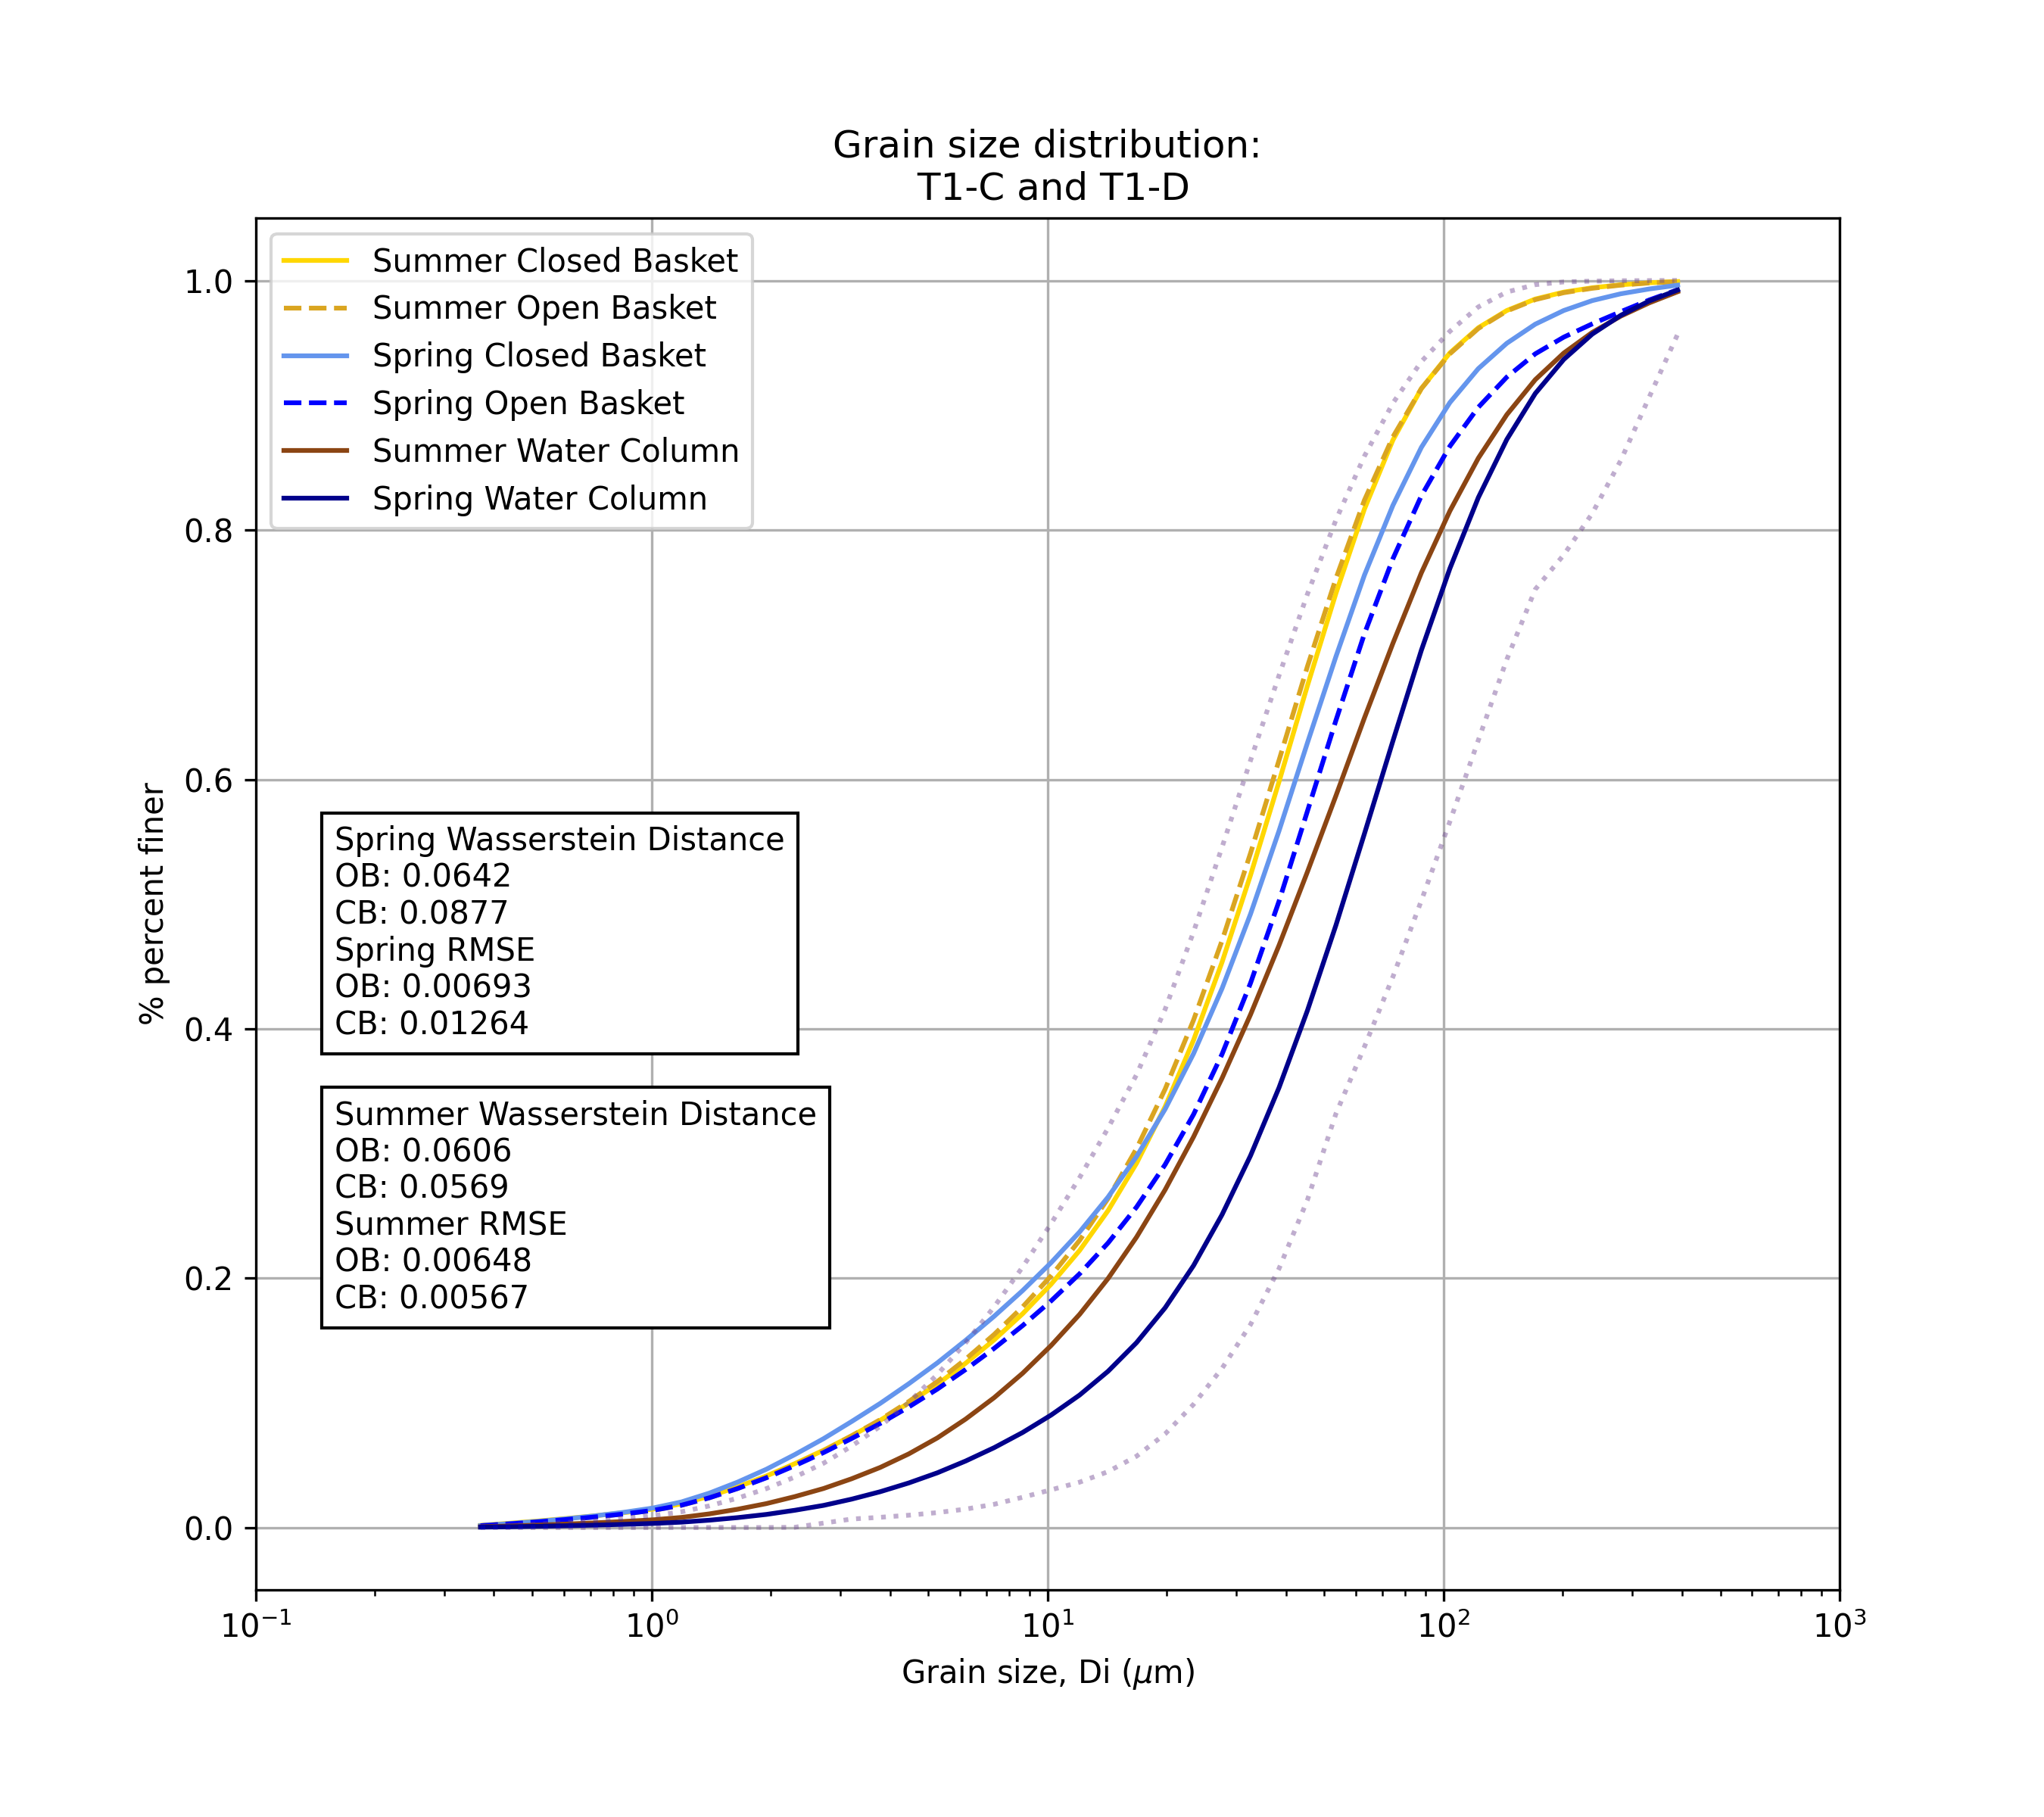 Grain size distribution:
T1-C and T1-D
Summer Closed Basket
Summer Open Basket
Spring Closed Basket
Spring Open Basket
Summer Water Column
Spring Water Column
1.0
0.8
0.6
0.4
0.2
0.0
% percent finer
Spring Wasserstein Distance
OB: 0.0642
CB: 0.0877
Spring RMSE
OB: 0.00693
CB: 0.01264
Summer Wasserstein Distance
OB: 0.0606
CB: 0.0569
Summer RMSE
OB: 0.00648
CB: 0.00567
10⁻¹ 10⁰ 10¹ 10² 10³
Grain size, Di (μm)